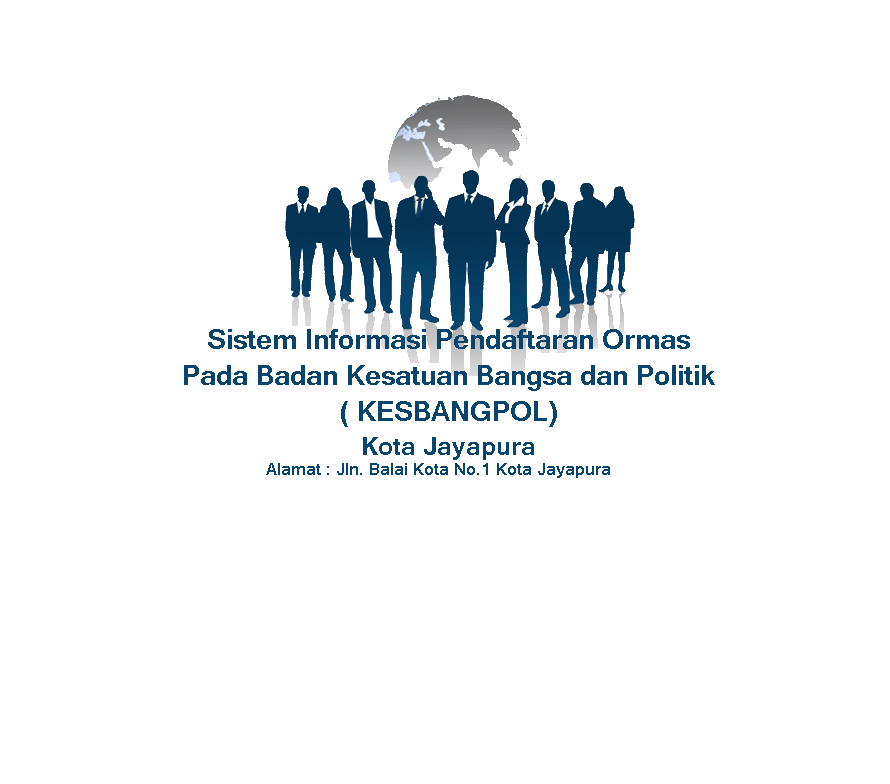 Sistem Informasi Pendaftaran Ormas
Pada Badan Kesatuan Bangsa dan Politik
( KESBANGPOL)
Kota Jayapura
Alamat : Jln. Balai Kota No.1 Kota Jayapura